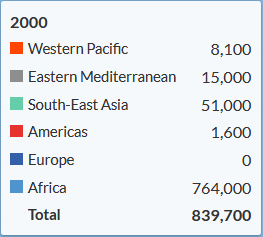 2000
Western Pacific 8,100
Eastern Mediterranean 15,000
South-East Asia 51,000
Americas 1,600
Europe 0
Africa 764,000
Total 839,700